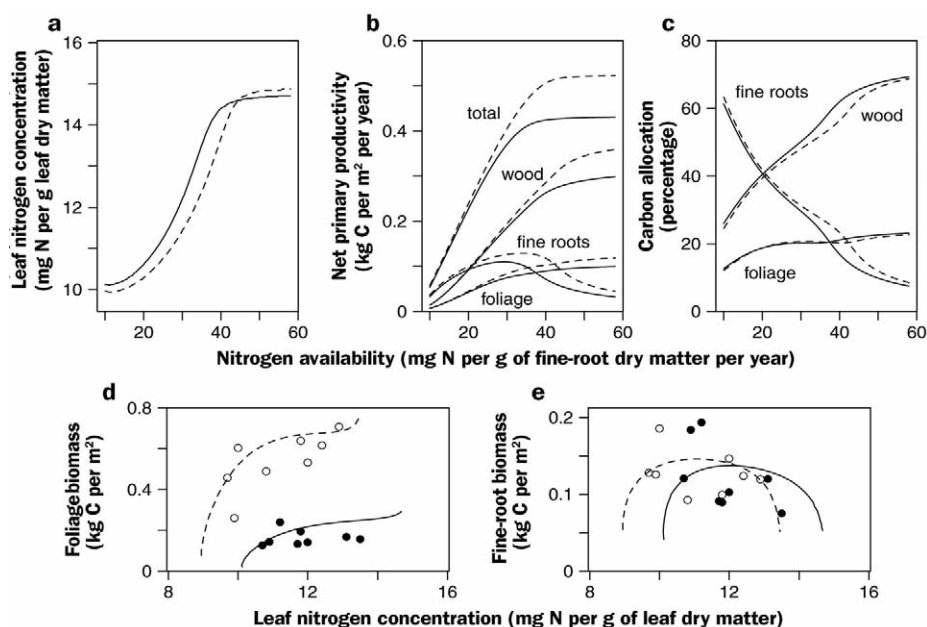 a
b
c
Leaf nitrogen concentration
(mg N per g leaf dry matter)
16
14
12
10
20
40
60
Net primary productivity
(kg C per m² per year)
0.6
0.4
0.2
0
total
wood
fine roots
foliage
20
40
60
Carbon allocation
(percentage)
80
60
40
20
0
fine roots
wood
foliage
20
40
60
Nitrogen availability (mg N per g of fine-root dry matter per year)
d
e
Foliagebiomass
(kg C per m²)
0.8
0.4
0
8
12
16
Fine-root biomass
(kg C per m²)
0.2
0.1
0
8
12
16
Leaf nitrogen concentration (mg N per g of leaf dry matter)